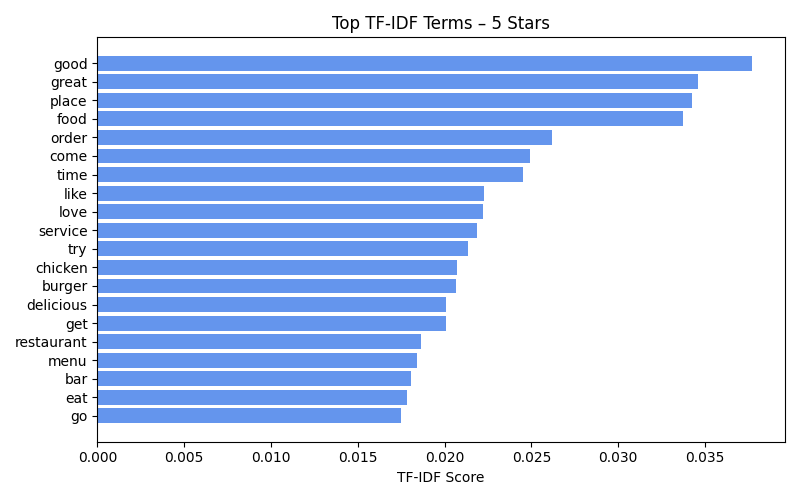 Top TF-IDF Terms – 5 Stars
good
great
place
food
order
come
time
like
love
service
try
chicken
burger
delicious
get
restaurant
menu
bar
eat
go
0.000 0.005 0.010 0.015 0.020 0.025 0.030 0.035
TF-IDF Score